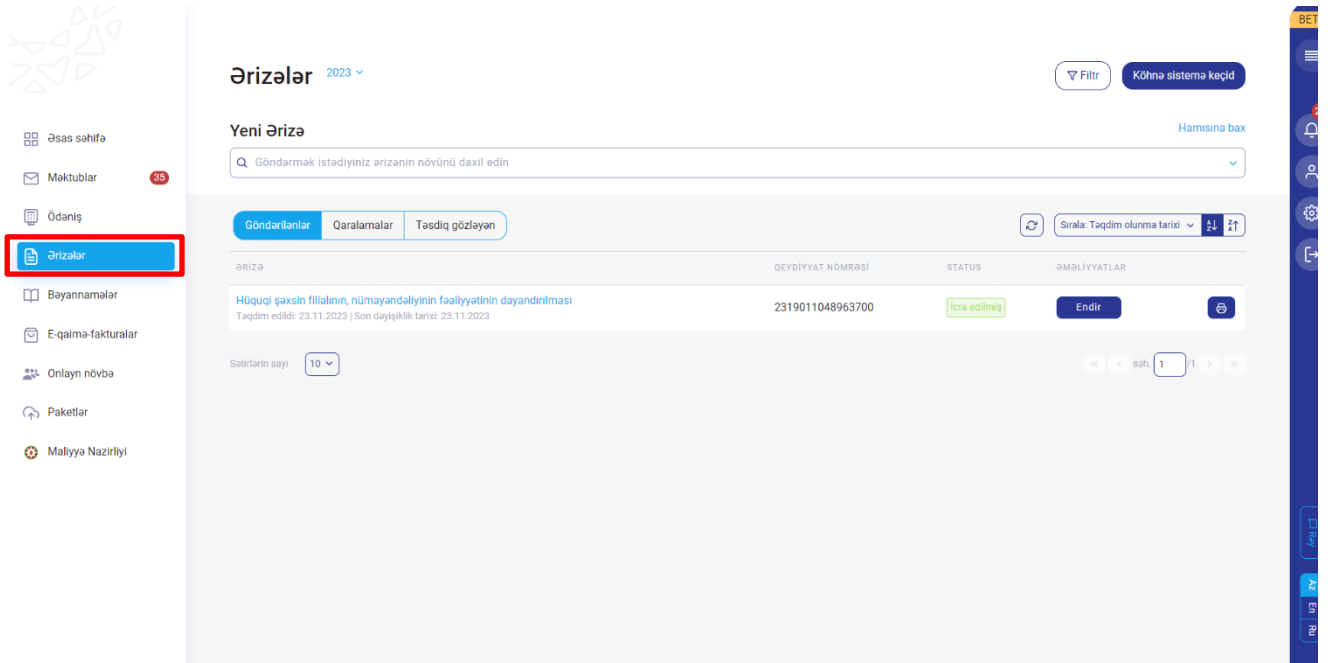 BET
Ərizələr 2023
Filtr
Köhnə sistemə keçid
Yeni Ərizə
Hamısına bax
Göndərmək istədiyiniz ərizənin növünü daxil edin
Əsas səhifə
Məktublar 35
Ödəniş
Ərizələr
Bəyannamələr
E-qaimə-fakturalar
Onlayn növbə
Paketlər
Maliyyə Nazirliyi
Göndərilənlər Qaralamalar Təsdiq gözləyən
Sırala: Təqdim olunma tarixi
ƏRİZƏ QEYDİYYAT NÖMRƏSİ STATUS ƏMƏLİYYATLAR
Hüquqi şəxsin filialının, nümayəndəliyinin fəaliyyətinin dayandırılması
Təqdim edildi: 23.11.2023 | Son dəyişiklik tarixi: 23.11.2023
2319011048963700
İcra edilmiş
Endir
Sətirlərin sayı 10
« < səh. 1 /1 > »
Rəy
Az
En
Ru